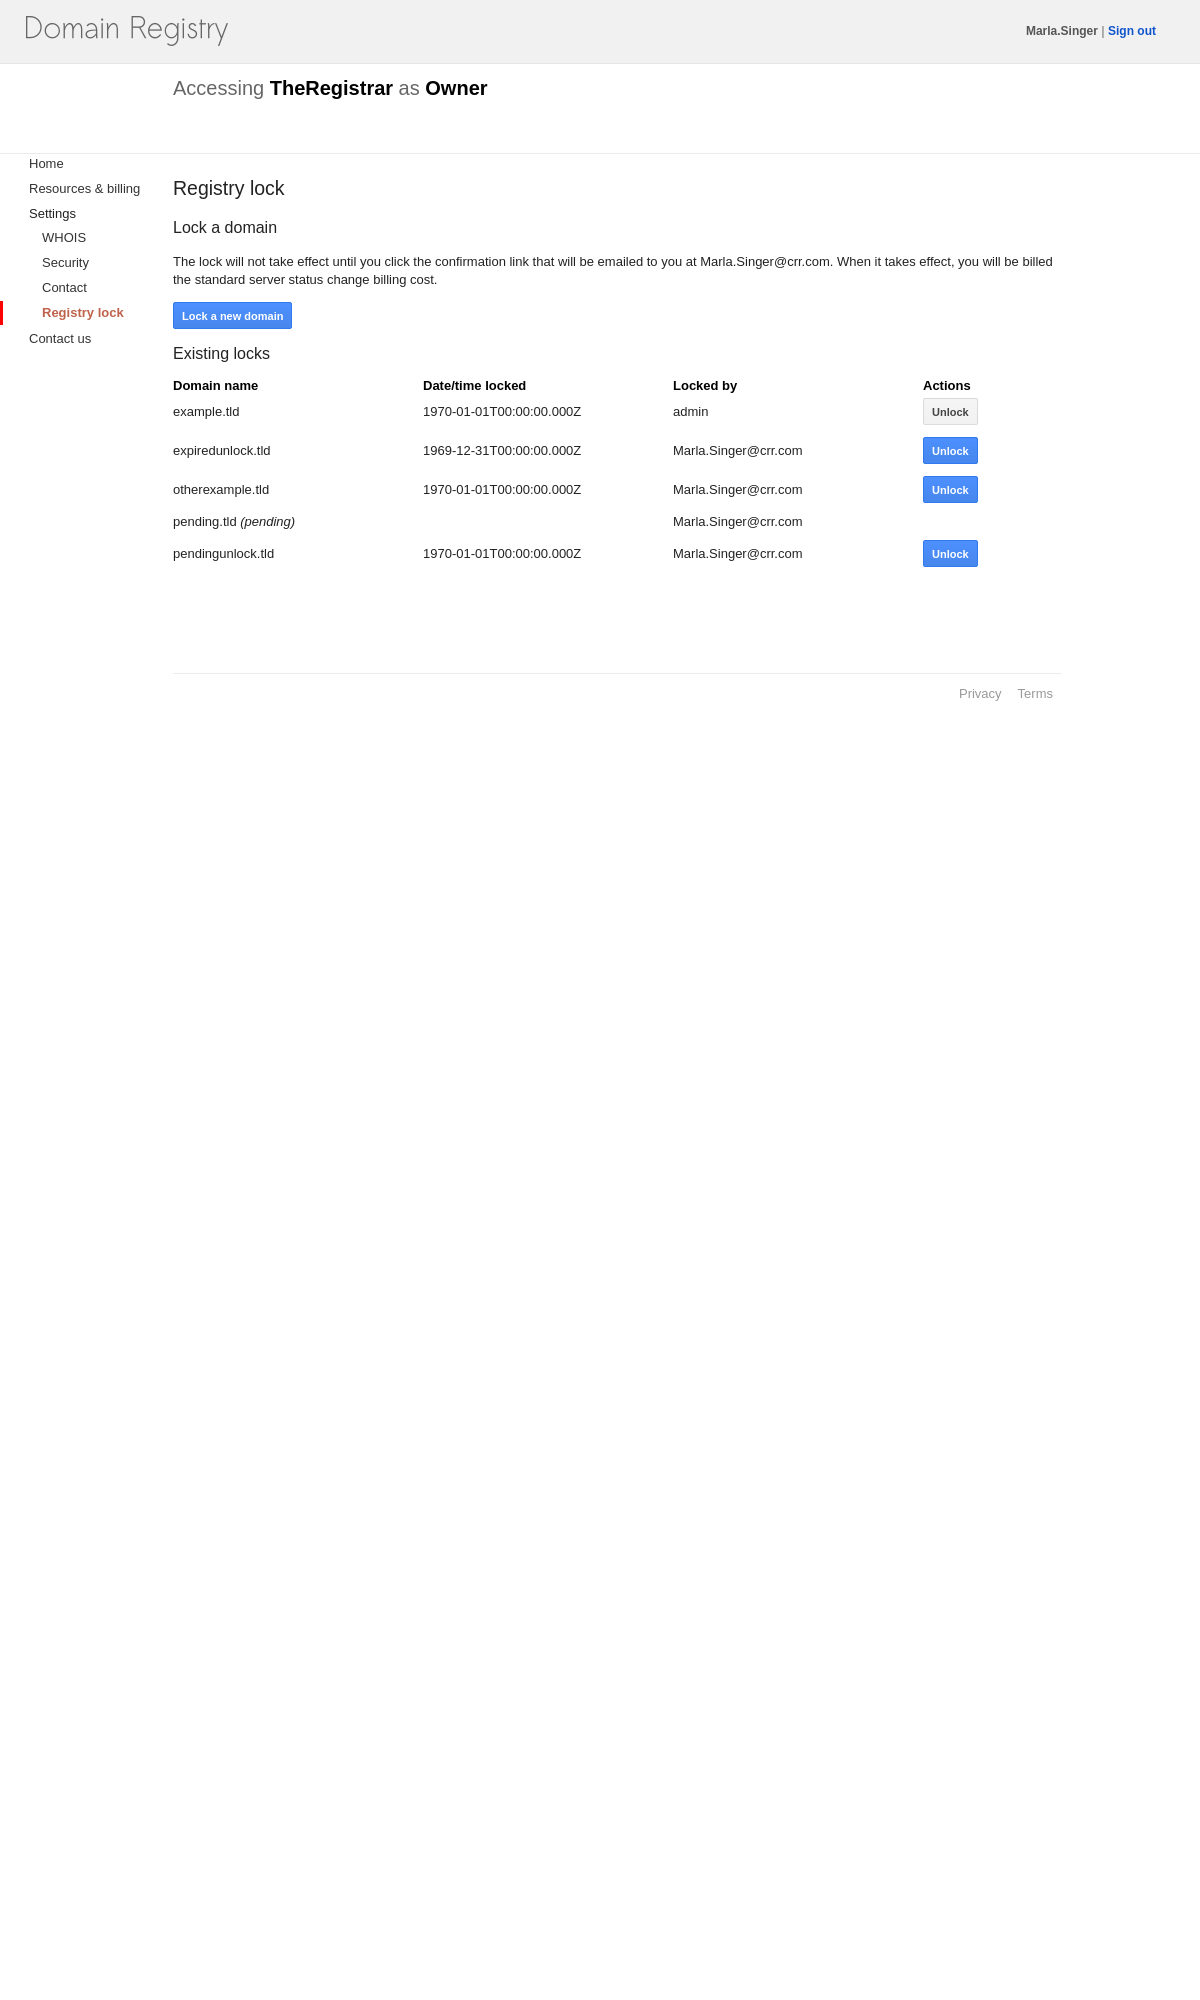 Domain Registry
Marla.Singer | Sign out
Accessing TheRegistrar as Owner
Home
Resources & billing
Settings
WHOIS
Security
Contact
Registry lock
Contact us
Registry lock
Lock a domain
The lock will not take effect until you click the confirmation link that will be emailed to you at Marla.Singer@crr.com. When it takes effect, you will be billed
the standard server status change billing cost.
Lock a new domain
Existing locks
Domain name Date/time locked Locked by Actions
example.tld 1970-01-01T00:00:00.000Z admin Unlock
expiredunlock.tld 1969-12-31T00:00:00.000Z Marla.Singer@crr.com Unlock
otherexample.tld 1970-01-01T00:00:00.000Z Marla.Singer@crr.com Unlock
pending.tld (pending) Marla.Singer@crr.com
pendingunlock.tld 1970-01-01T00:00:00.000Z Marla.Singer@crr.com Unlock
Privacy Terms